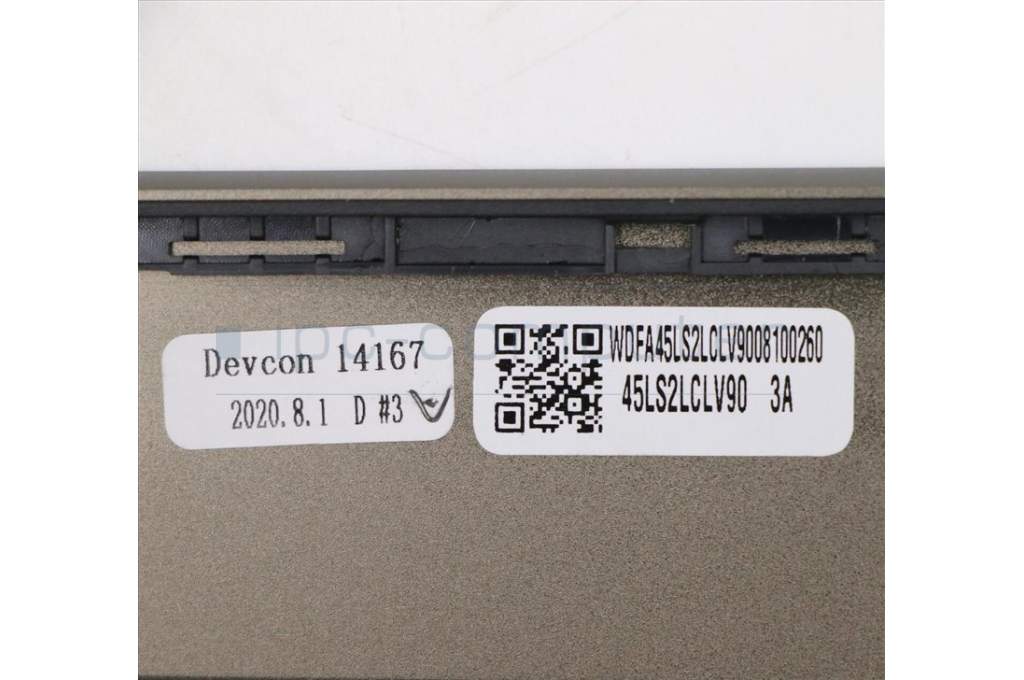 Devcon 14167
2020.8.1 D #3
WDFA45LS2LCLV9008100260
45LS2LCLV90 3A